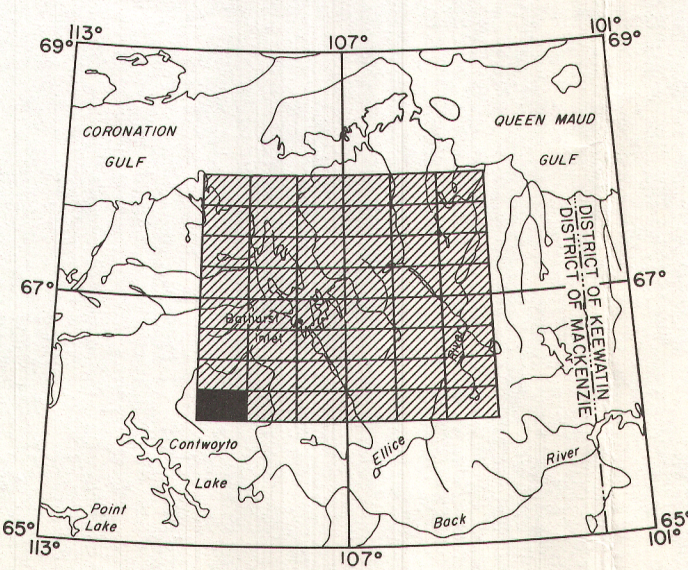 113°
107°
101°
69°
69°
CORONATION
GULF
QUEEN MAUD
GULF
DISTRICT OF KEEWATIN
DISTRICT OF MACKENZIE
67°
67°
Bathurst
Inlet
River
Contwoyto
Lake
Ellice
River
Back
Point
Lake
65°
65°
113°
107°
101°